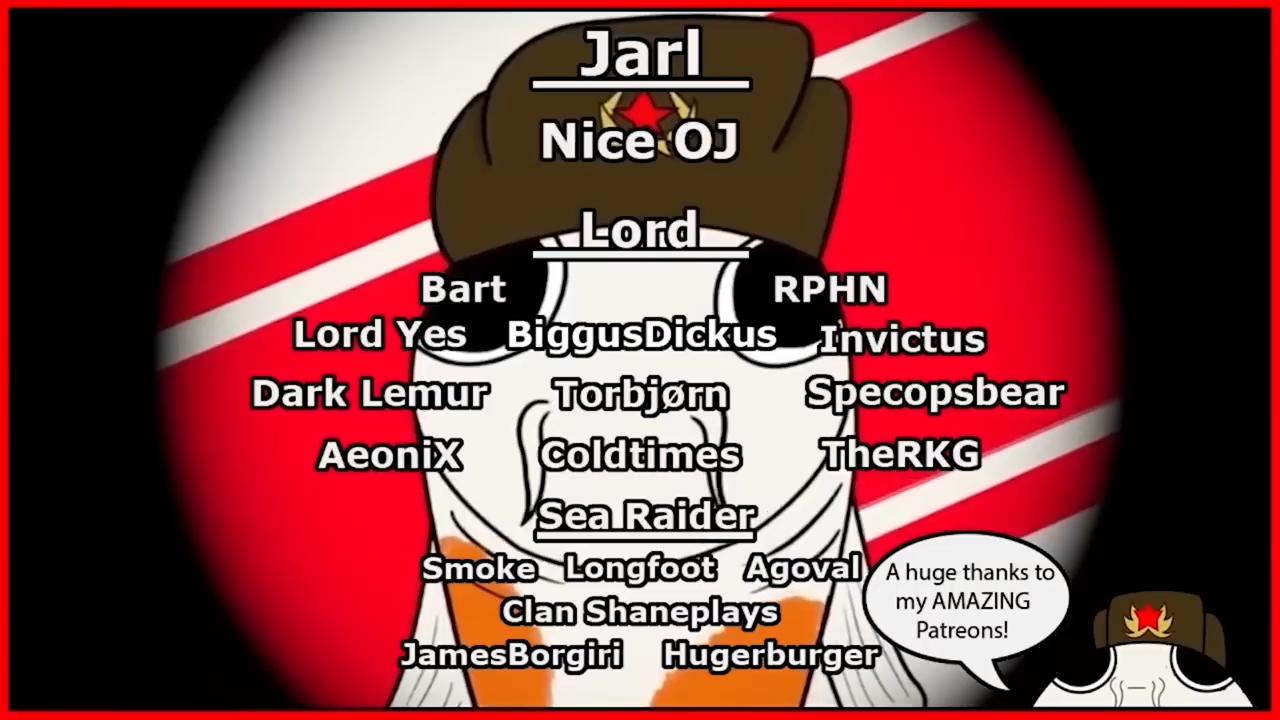 Jarl
Nice OJ
Lord
Bart RPHN
Lord Yes BiggusDickus Invictus
Dark Lemur Torbjørn Specopsbear
AeoniX Coldtimes TheRKG
Sea Raider
Smoke Longfoot Agoval
Clan Shaneplays
JamesBorgiri Hugerburger
A huge thanks to
my AMAZING
Patreons!